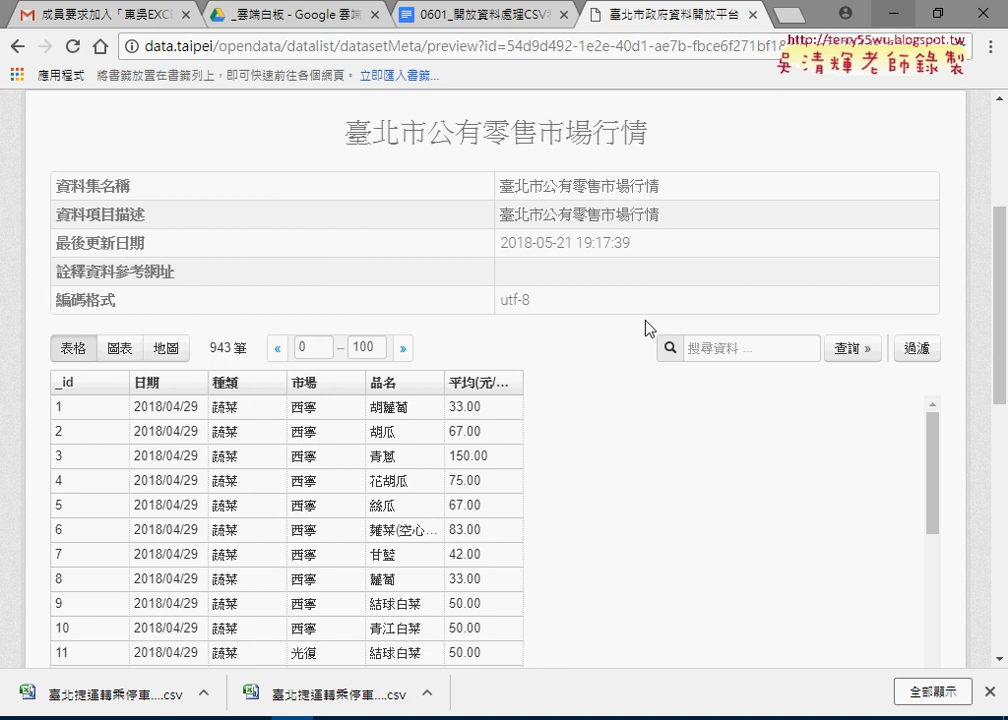 成員要求加入「東吳EXC
_雲端白板 - Google 雲端
0601_開放資料處理CSV
臺北市政府資料開放平台
data.taipei/opendata/datalist/datasetMeta/preview?id=54d9d492-1e2e-40d1-ae7b-fbce6f271bf18
http://terry55wu.blogspot.tw
吳清輝老師錄製
應用程式 將書籤放置在書籤列上，即可快速前往各個網頁。 立即匯入書籤...
臺北市公有零售市場行情
資料集名稱 臺北市公有零售市場行情
資料項目描述 臺北市公有零售市場行情
最後更新日期 2018-05-21 19:17:39
詮釋資料參考網址
編碼格式 utf-8
表格 圖表 地圖 943 筆 « 0 – 100 » 搜尋資料 ... 查詢 » 過濾
_id 日期 種類 市場 品名 平均(元/...
1 2018/04/29 蔬菜 西寧 胡蘿蔔 33.00
2 2018/04/29 蔬菜 西寧 胡瓜 67.00
3 2018/04/29 蔬菜 西寧 青蔥 150.00
4 2018/04/29 蔬菜 西寧 花胡瓜 75.00
5 2018/04/29 蔬菜 西寧 絲瓜 67.00
6 2018/04/29 蔬菜 西寧 蕹菜(空心... 83.00
7 2018/04/29 蔬菜 西寧 甘藍 42.00
8 2018/04/29 蔬菜 西寧 蘿蔔 33.00
9 2018/04/29 蔬菜 西寧 結球白菜 50.00
10 2018/04/29 蔬菜 西寧 青江白菜 50.00
11 2018/04/29 蔬菜 光復 結球白菜 50.00
臺北捷運轉乘停車....csv 臺北捷運轉乘停車....csv 全部顯示